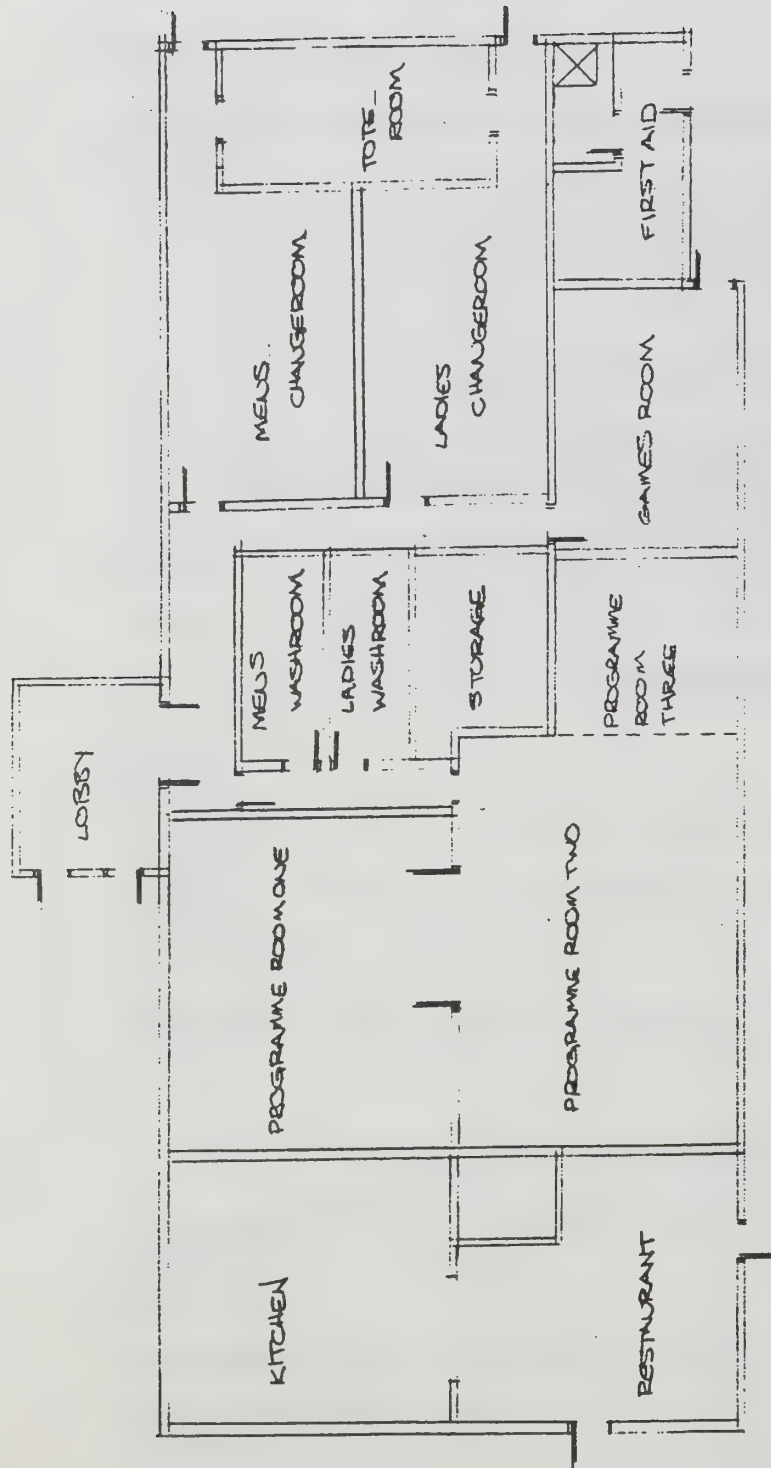 LOBBY
KITCHEN
PROGRAMME ROOM ONE
MENS
WASHROOM
LADIES
WASHROOM
STORAGE
MENS
CHANGEROOM
LADIES
CHANGEROOM
TOTE
ROOM
RESTAURANT
PROGRAMME ROOM TWO
PROGRAMME
ROOM
THREE
GAMES ROOM
FIRST AID